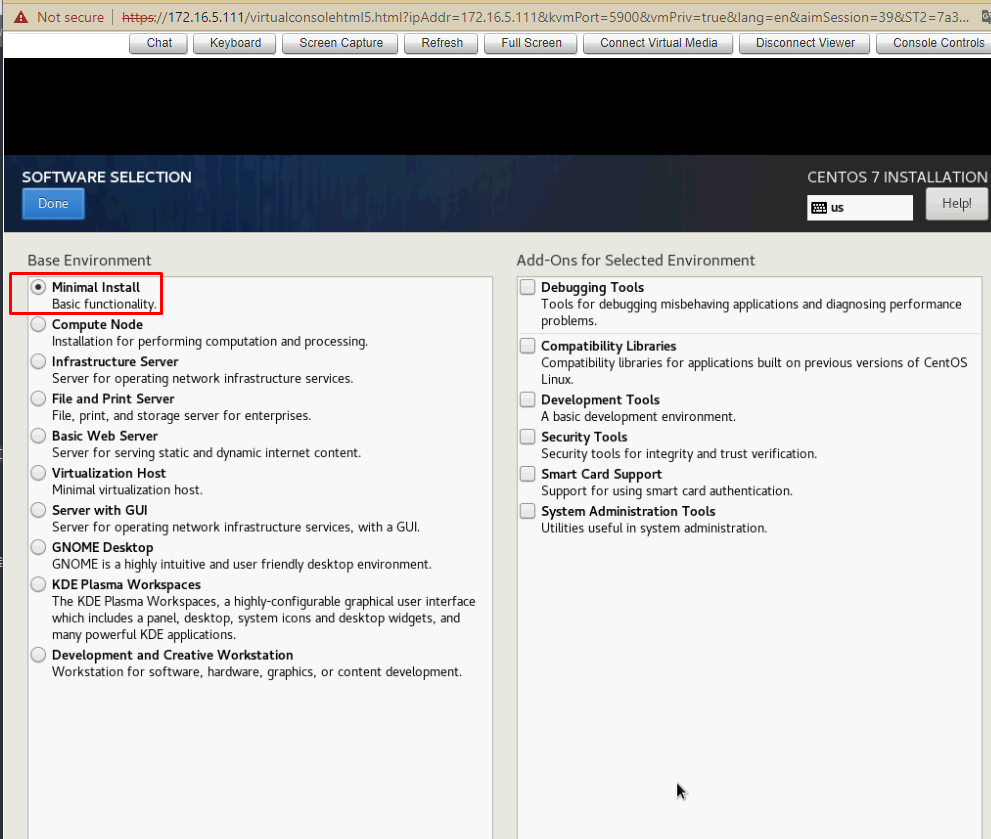 Not secure | https://172.16.5.111/virtualconsolehtml5.html?ipAddr=172.16.5.111&kvmPort=5900&vmPriv=true&lang=en&aimSession=39&ST2=7a3...
Chat Keyboard Screen Capture Refresh Full Screen Connect Virtual Media Disconnect Viewer Console Controls
SOFTWARE SELECTION
Done
CENTOS 7 INSTALLATION
us
Help!
Base Environment
Minimal Install
Basic functionality.
Compute Node
Installation for performing computation and processing.
Infrastructure Server
Server for operating network infrastructure services.
File and Print Server
File, print, and storage server for enterprises.
Basic Web Server
Server for serving static and dynamic internet content.
Virtualization Host
Minimal virtualization host.
Server with GUI
Server for operating network infrastructure services, with a GUI.
GNOME Desktop
GNOME is a highly intuitive and user friendly desktop environment.
KDE Plasma Workspaces
The KDE Plasma Workspaces, a highly-configurable graphical user interface
which includes a panel, desktop, system icons and desktop widgets, and
many powerful KDE applications.
Development and Creative Workstation
Workstation for software, hardware, graphics, or content development.
Add-Ons for Selected Environment
Debugging Tools
Tools for debugging misbehaving applications and diagnosing performance
problems.
Compatibility Libraries
Compatibility libraries for applications built on previous versions of CentOS
Linux.
Development Tools
A basic development environment.
Security Tools
Security tools for integrity and trust verification.
Smart Card Support
Support for using smart card authentication.
System Administration Tools
Utilities useful in system administration.